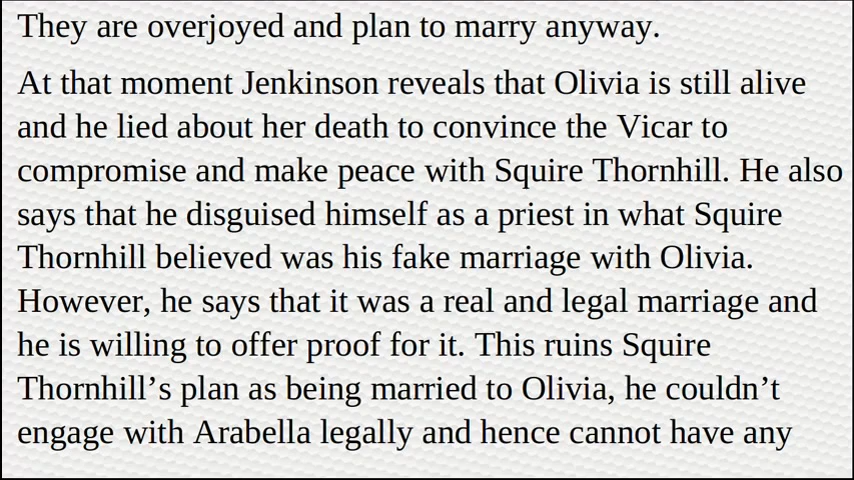 They are overjoyed and plan to marry anyway.
At that moment Jenkinson reveals that Olivia is still alive
and he lied about her death to convince the Vicar to
compromise and make peace with Squire Thornhill. He also
says that he disguised himself as a priest in what Squire
Thornhill believed was his fake marriage with Olivia.
However, he says that it was a real and legal marriage and
he is willing to offer proof for it. This ruins Squire
Thornhill’s plan as being married to Olivia, he couldn’t
engage with Arabella legally and hence cannot have any